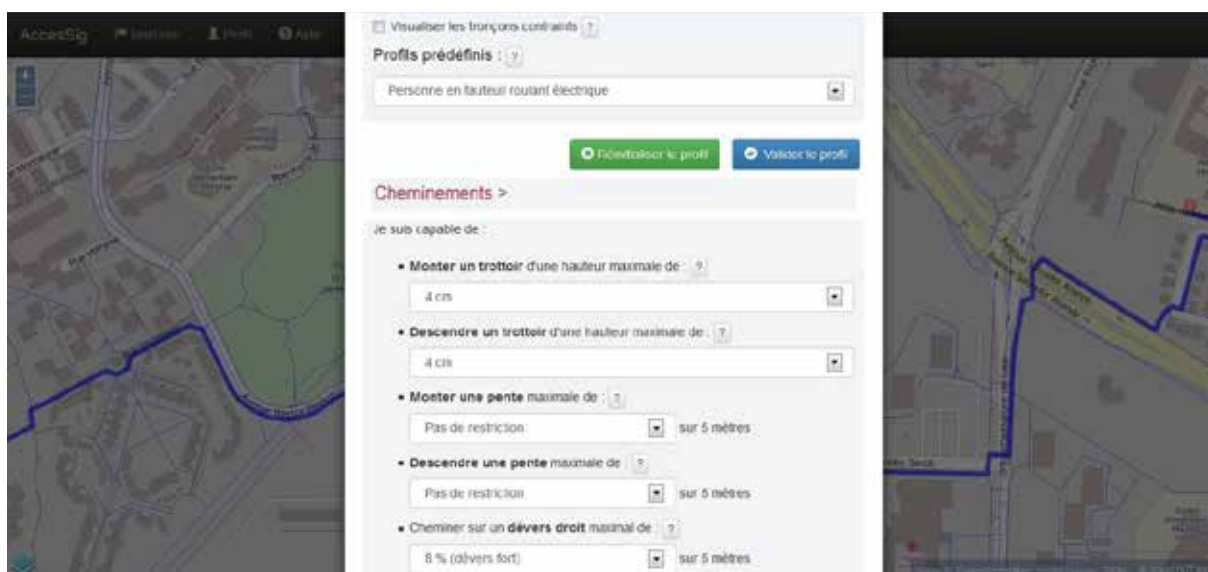 AccesSig
Profil
Aide
Visualiser les tronçons contraints ?
Profils prédéfinis : ?
Personne en fauteuil roulant électrique
Réinitialiser le profil
Valider le profil
Cheminements >
Je suis capable de :
• Monter un trottoir d'une hauteur maximale de : ?
4 cm
• Descendre un trottoir d'une hauteur maximale de : ?
4 cm
• Monter une pente maximale de : ?
Pas de restriction
sur 5 mètres
• Descendre une pente maximale de : ?
Pas de restriction
sur 5 mètres
• Cheminer sur un dévers droit maximal de : ?
8 % (dévers fort)
sur 5 mètres